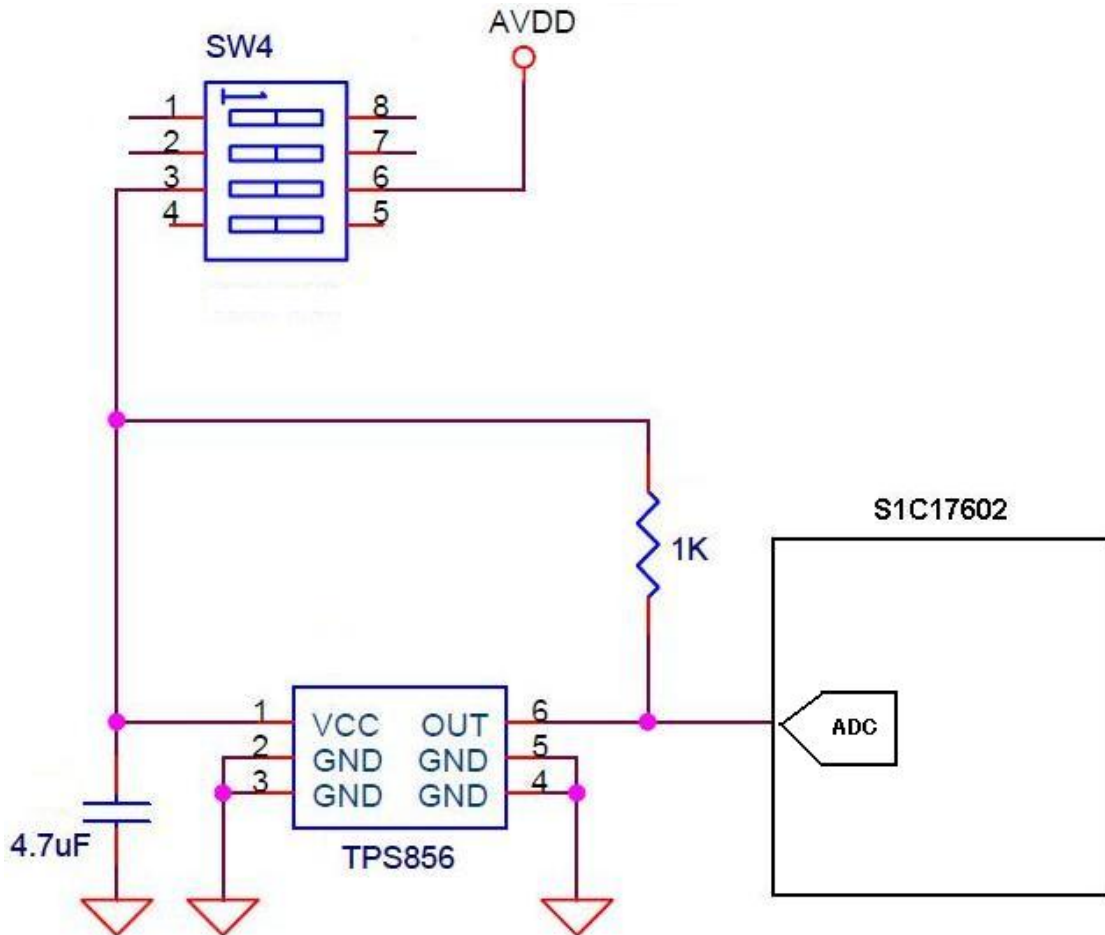 AVDD
SW4
1
1 8
2 7
3 6
4 5
S1C17602
1K
1 VCC OUT 6
2 GND GND 5
3 GND GND 4
ADC
4.7uF
TPS856